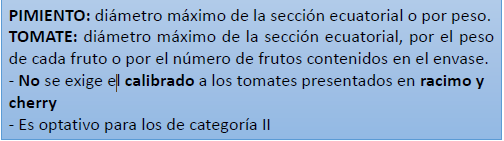 PIMIENTO: diámetro máximo de la sección ecuatorial o por peso.
TOMATE: diámetro máximo de la sección ecuatorial, por el peso
de cada fruto o por el número de frutos contenidos en el envase.
- No se exige el calibrado a los tomates presentados en racimo y
cherry
- Es optativo para los de categoría II